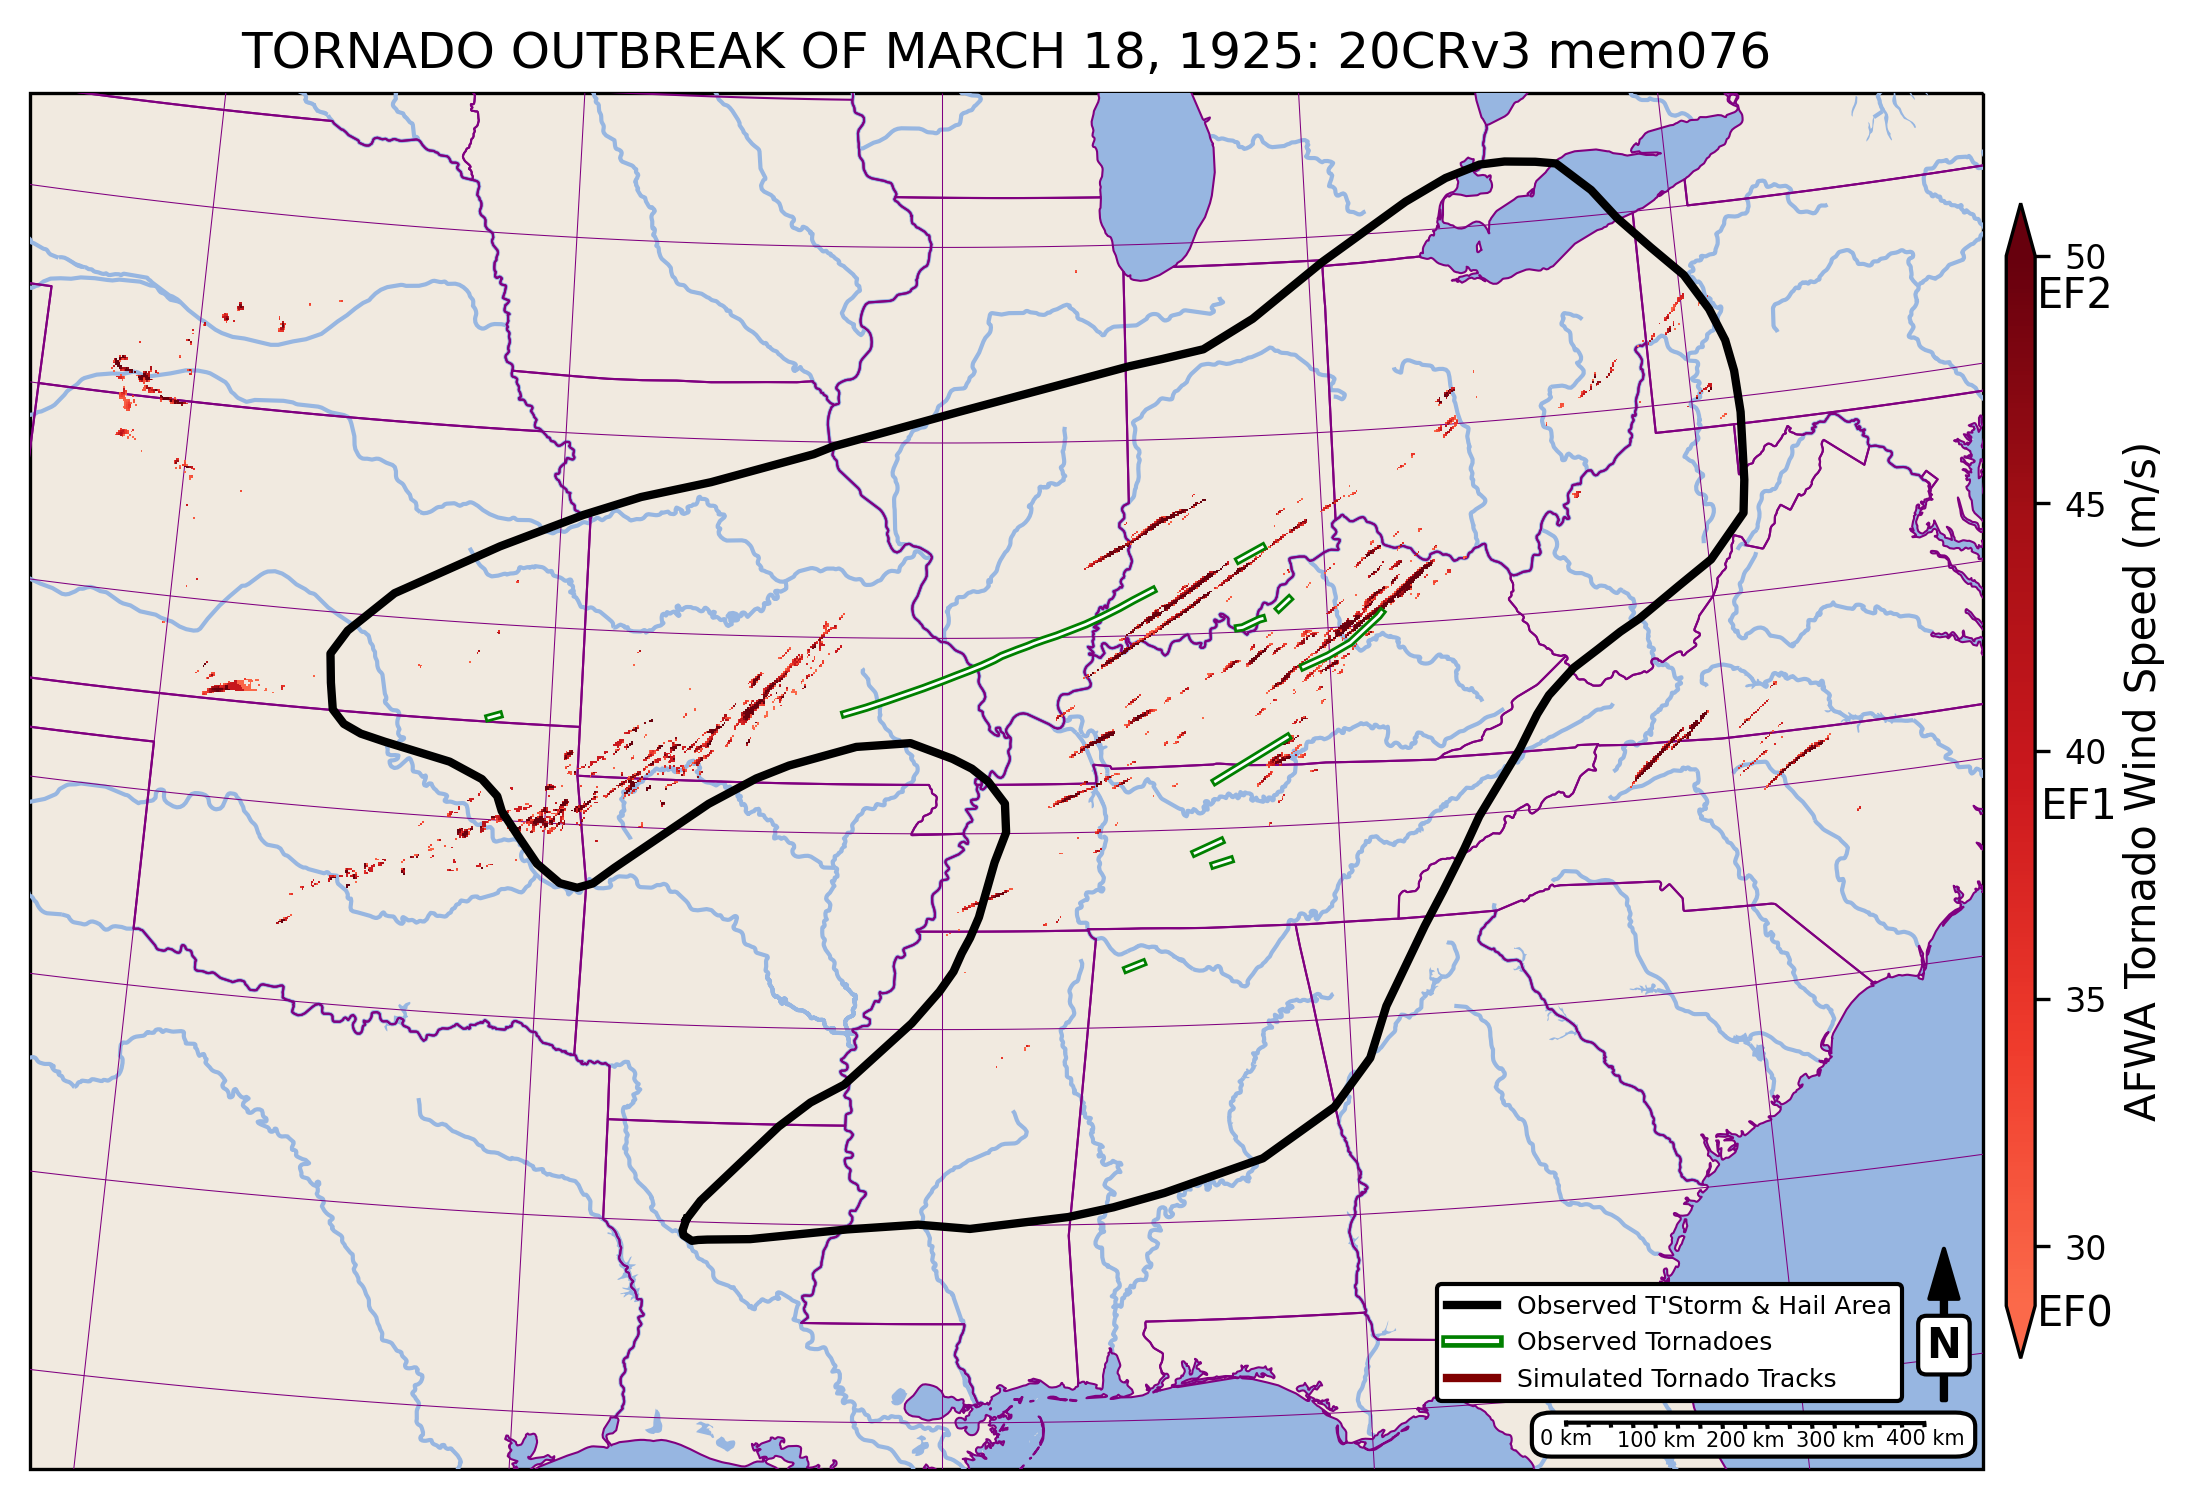 TORNADO OUTBREAK OF MARCH 18, 1925: 20CRv3 mem076
50
EF2
45
40
EF1
35
30
EF0
AFWA Tornado Wind Speed (m/s)
Observed T'Storm & Hail Area
Observed Tornadoes
Simulated Tornado Tracks
N
0 km 100 km 200 km 300 km 400 km